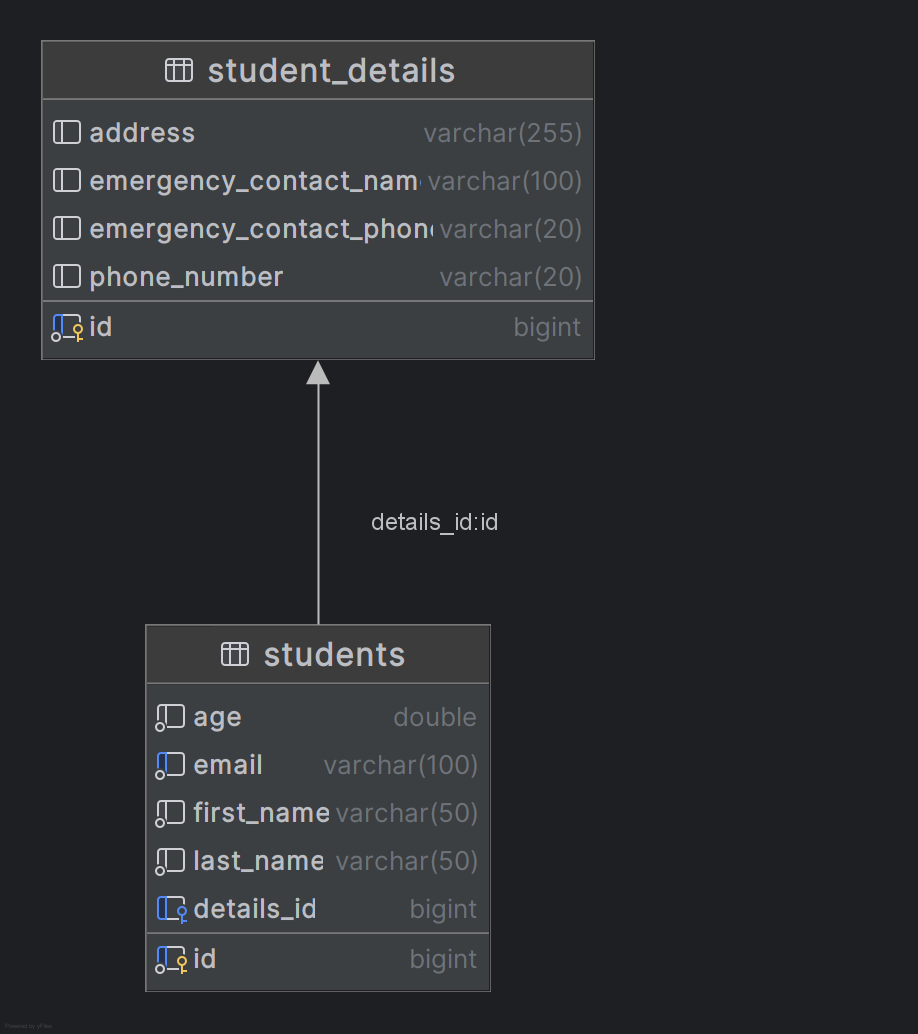 student_details
address varchar(255)
emergency_contact_nam varchar(100)
emergency_contact_phon varchar(20)
phone_number varchar(20)
id bigint
details_id:id
students
age double
email varchar(100)
first_name varchar(50)
last_name varchar(50)
details_id bigint
id bigint
Powered by yFiles